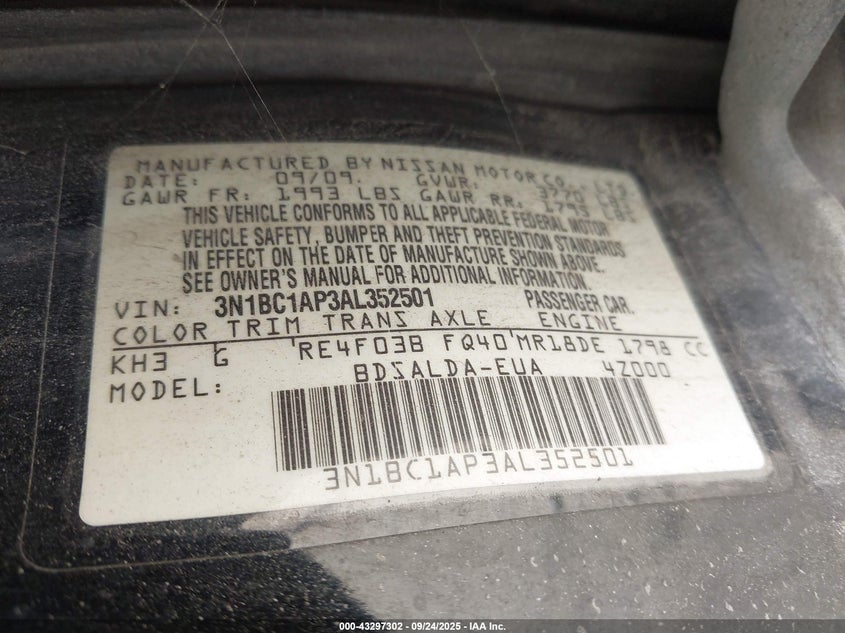 MANUFACTURED BY NISSAN MOTOR CO., LTD.
DATE: 09/09. GVWR: 3770 LBS
GAWR FR: 1993 LBS GAWR RR: 1793 LBS
THIS VEHICLE CONFORMS TO ALL APPLICABLE FEDERAL MOTOR
VEHICLE SAFETY, BUMPER AND THEFT PREVENTION STANDARDS
IN EFFECT ON THE DATE OF MANUFACTURE SHOWN ABOVE.
SEE OWNER'S MANUAL FOR ADDITIONAL INFORMATION.
VIN: 3N1BC1AP3AL352501 PASSENGER CAR.
COLOR TRIM TRANS AXLE ENGINE
KH3 G RE4F03B FQ40 MR18DE 1798 CC
MODEL: BDSALDA-EUA 4Z000
3N1BC1AP3AL352501
000-43297302 - 09/24/2025 - IAA Inc.